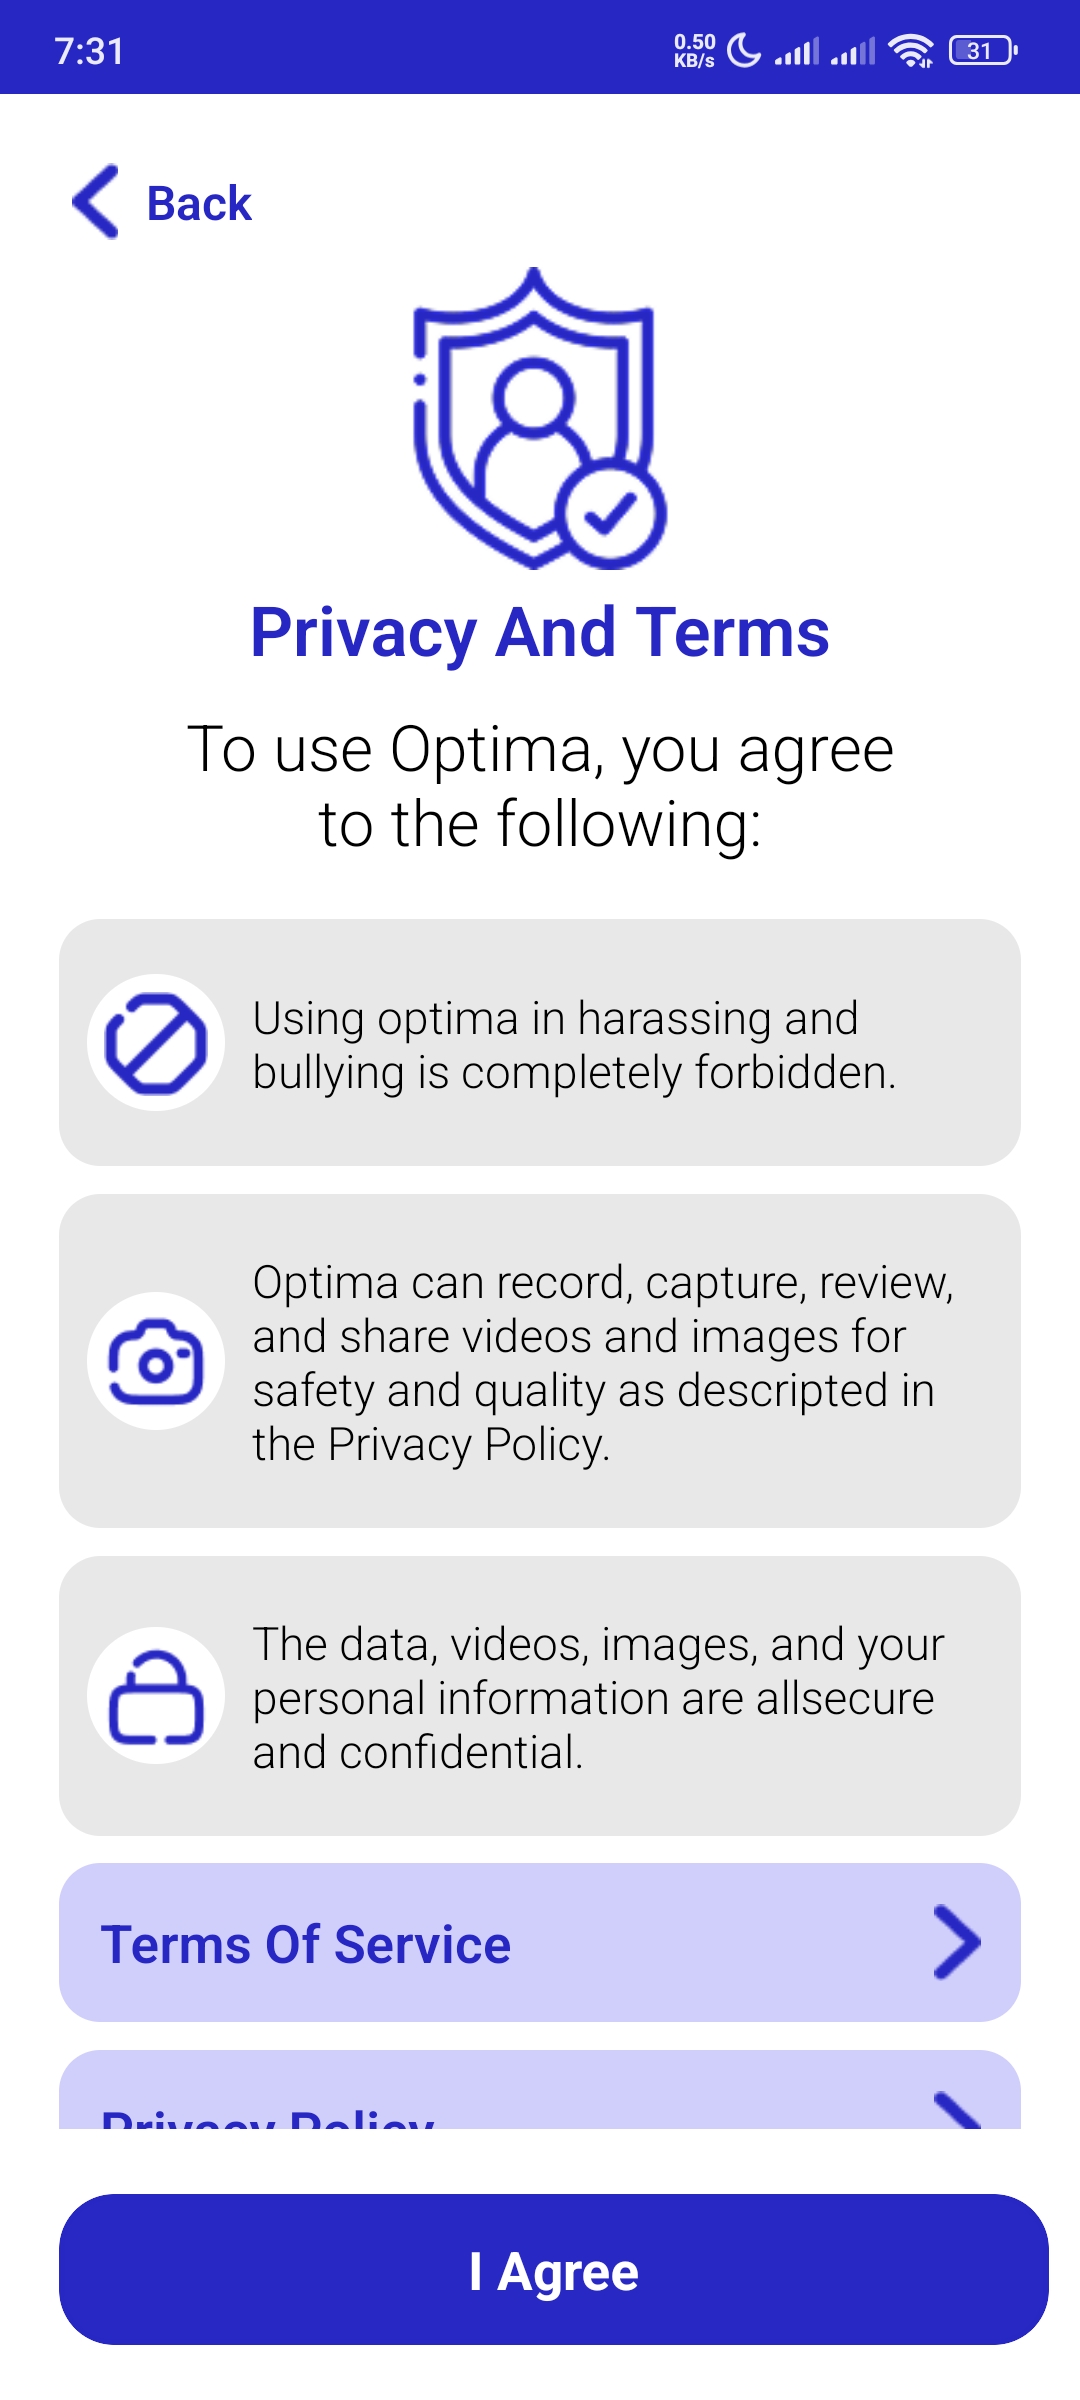 7:31
0.50
KB/s
31
Back
Privacy And Terms
To use Optima, you agree
to the following:
Using optima in harassing and
bullying is completely forbidden.
Optima can record, capture, review,
and share videos and images for
safety and quality as descripted in
the Privacy Policy.
The data, videos, images, and your
personal information are allsecure
and confidential.
Terms Of Service
Privacy Policy
I Agree